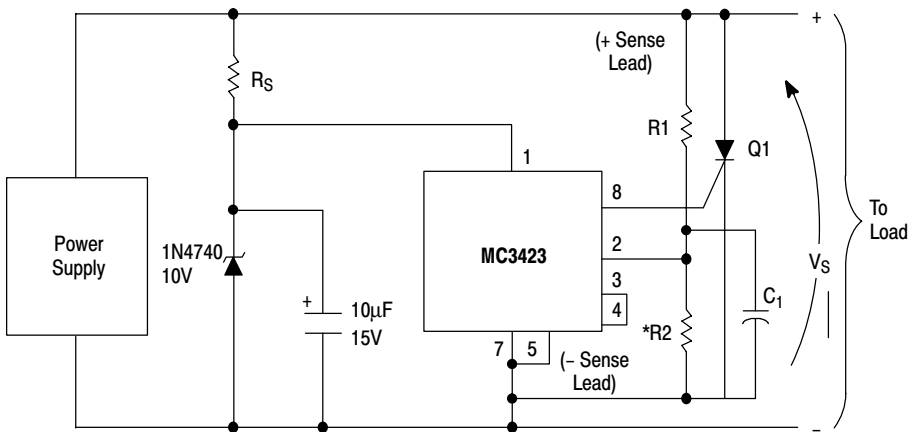 +
(+ Sense
Lead)
R_S
R1
Q1
1
8
Power
Supply
1N4740
10V
MC3423
2
To
Load
V_S
3
4
+
10μF
15V
*R2
C_1
7
5
(– Sense
Lead)
–